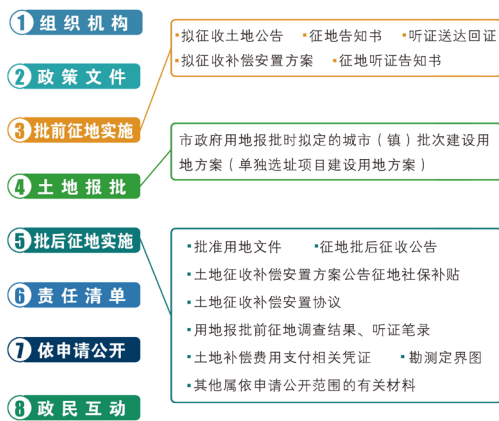 1 组织机构
2 政策文件
3 批前征地实施
4 土地报批
5 批后征地实施
6 责任清单
7 依申请公开
8 政民互动
▪拟征收土地公告 ▪征地告知书 ▪听证送达回证
▪拟征收补偿安置方案 ▪征地听证告知书
市政府用地报批时拟定的城市（镇）批次建设用
地方案（单独选址项目建设用地方案）
▪批准用地文件 ▪征地批后征收公告
▪土地征收补偿安置方案公告征地社保补贴
▪土地征收补偿安置协议
▪用地报批前征地调查结果、听证笔录
▪土地补偿费用支付相关凭证 ▪勘测定界图
▪其他属依申请公开范围的有关材料